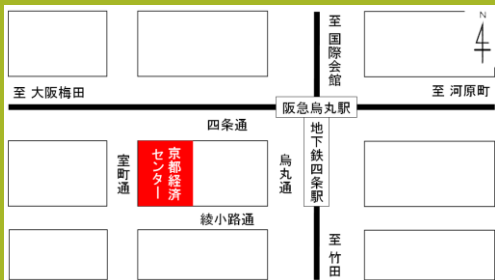 N
至 国際会館
至 大阪梅田
至 河原町
阪急烏丸駅
四条通
地下鉄四条駅
室町通
京都経済
センター
烏丸通
綾小路通
至 竹田